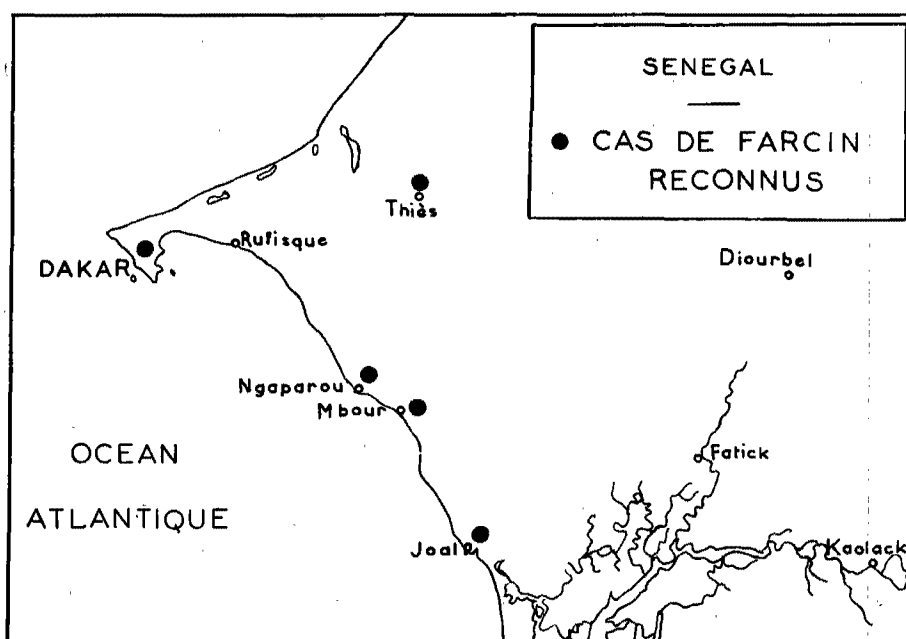 SENEGAL
CAS DE FARCIN
RECONNUS
Thiès
Rufisque
DAKAR
Diourbel
Ngaparou
Mbour
OCEAN
ATLANTIQUE
Fatick
Joal
Kaolack